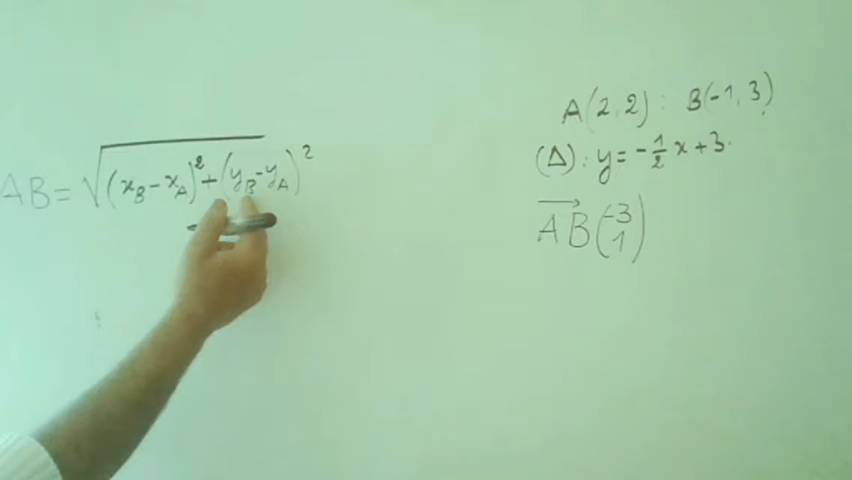 AB = √((x_B - x_A)² + (y_B - y_A)²)
A(2,2) : B(-1,3)
(Δ) : y = -1/2 x + 3.
→AB (-3 1)